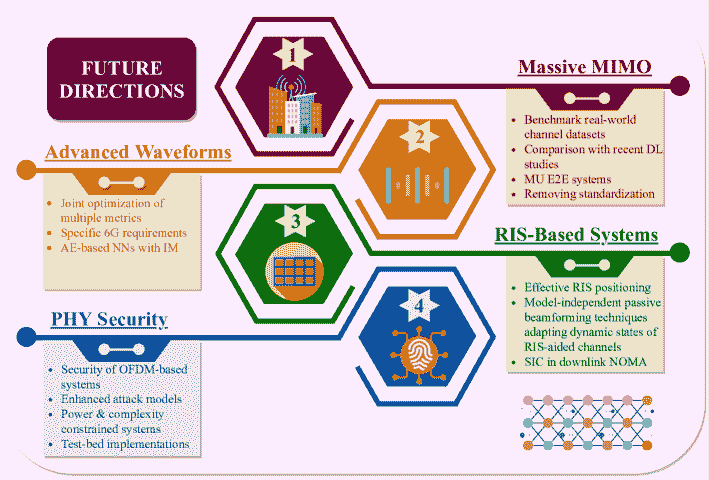 FUTURE
DIRECTIONS
1
Massive MIMO
• Benchmark real-world
channel datasets
• Comparison with recent DL
studies
• MU E2E systems
• Removing standardization
2
Advanced Waveforms
• Joint optimization of
multiple metrics
• Specific 6G requirements
• AE-based NNs with IM
3
RIS-Based Systems
• Effective RIS positioning
• Model-independent passive
beamforming techniques
adapting dynamic states of
RIS-aided channels
• SIC in downlink NOMA
4
PHY Security
• Security of OFDM-based
systems
• Enhanced attack models
• Power & complexity
constrained systems
• Test-bed implementations